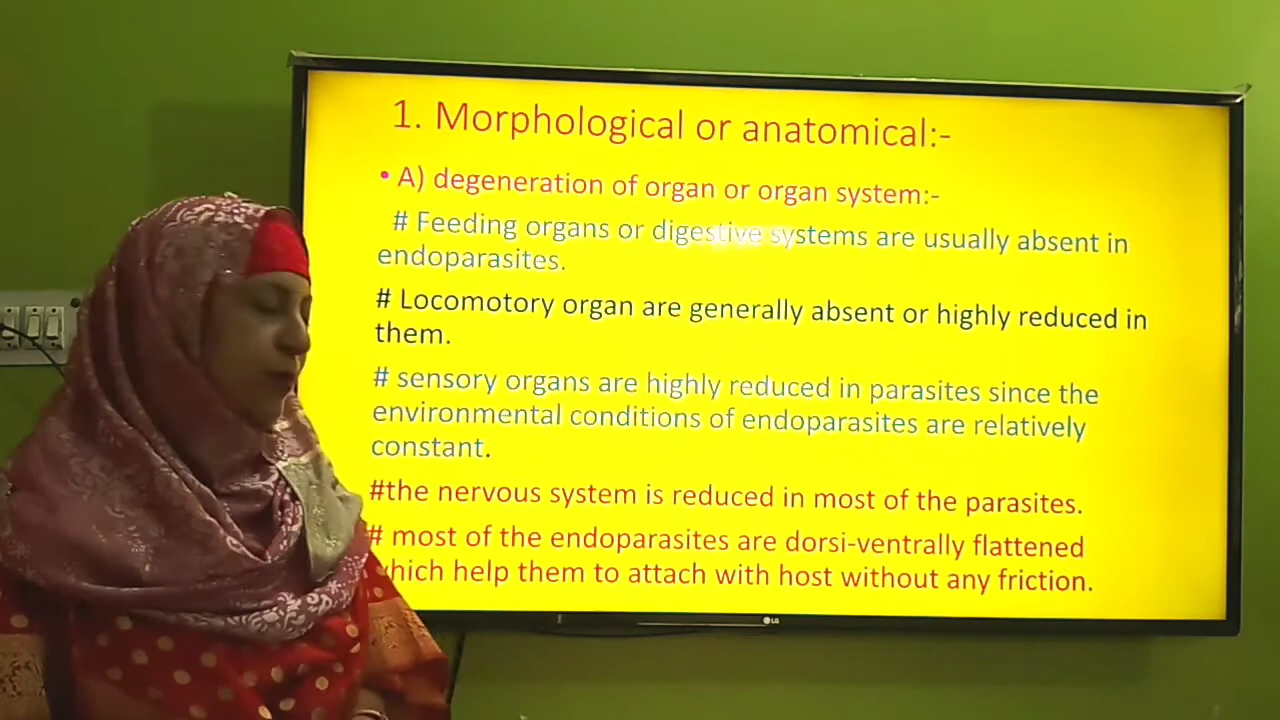 1. Morphological or anatomical:-
• A) degeneration of organ or organ system:-
# Feeding organs or digestive systems are usually absent in
endoparasites.
# Locomotory organ are generally absent or highly reduced in
them.
# sensory organs are highly reduced in parasites since the
environmental conditions of endoparasites are relatively
constant.
#the nervous system is reduced in most of the parasites.
# most of the endoparasites are dorsi-ventrally flattened
which help them to attach with host without any friction.
LG